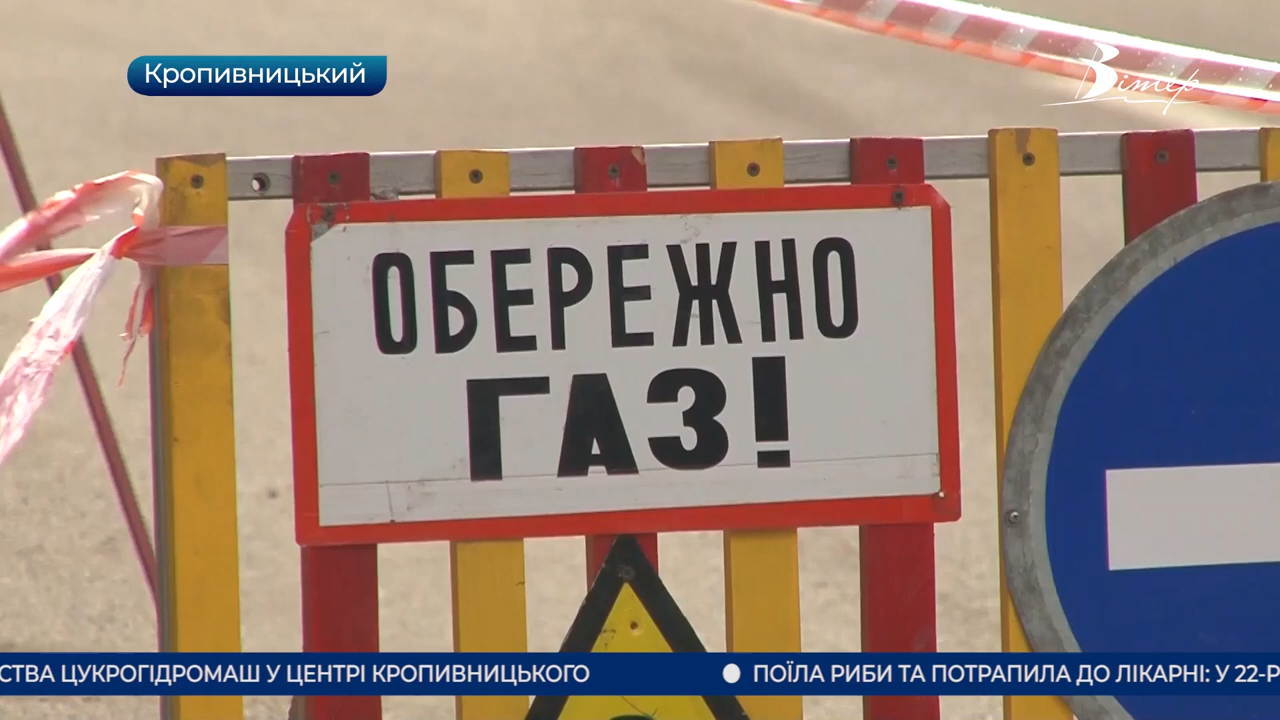 Кропивницький
Вітер
ОБЕРЕЖНО
ГАЗ!
СТВА ЦУКРОГІДРОМАШ У ЦЕНТРІ КРОПИВНИЦЬКОГО
ПОЇЛА РИБИ ТА ПОТРАПИЛА ДО ЛІКАРНІ: У 22-Р